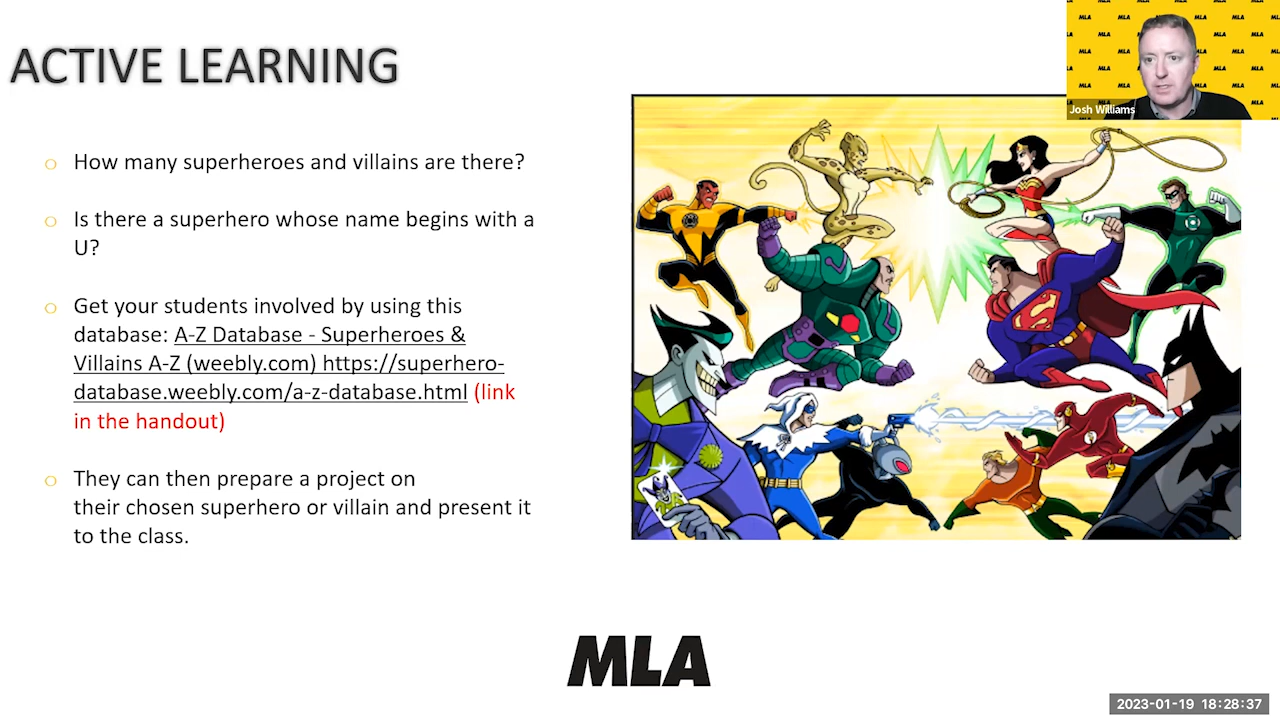 ACTIVE LEARNING
How many superheroes and villains are there?
Is there a superhero whose name begins with a
U?
Get your students involved by using this
database: A-Z Database - Superheroes &
Villains A-Z (weebly.com) https://superhero-
database.weebly.com/a-z-database.html (link
in the handout)
They can then prepare a project on
their chosen superhero or villain and present it
to the class.
MLA
Josh Williams
2023-01-19 18:28:37